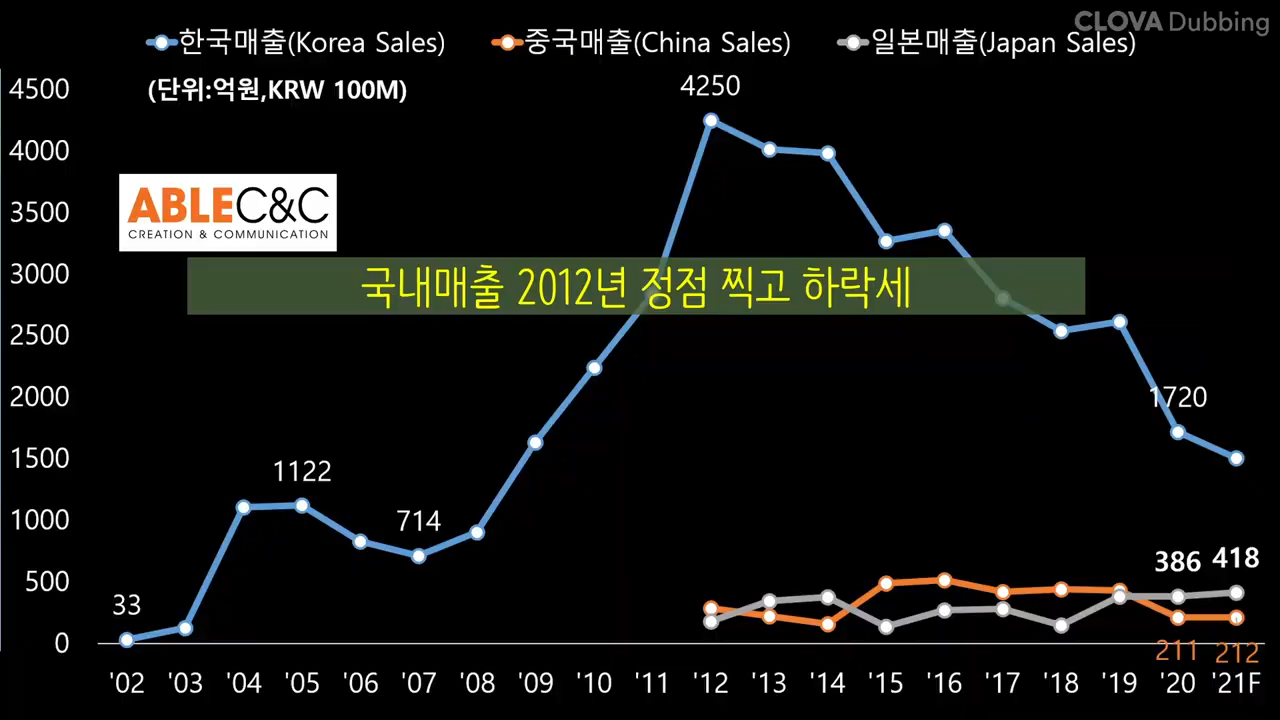 CLOVA Dubbing
한국매출(Korea Sales) 중국매출(China Sales) 일본매출(Japan Sales)
(단위:억원,KRW 100M)
4500
4000
3500
3000
2500
2000
1500
1000
500
0
ABLEC&C
CREATION & COMMUNICATION
국내매출 2012년 정점 찍고 하락세
33
1122
714
4250
1720
386 418
211 212
'02 '03 '04 '05 '06 '07 '08 '09 '10 '11 '12 '13 '14 '15 '16 '17 '18 '19 '20 '21F